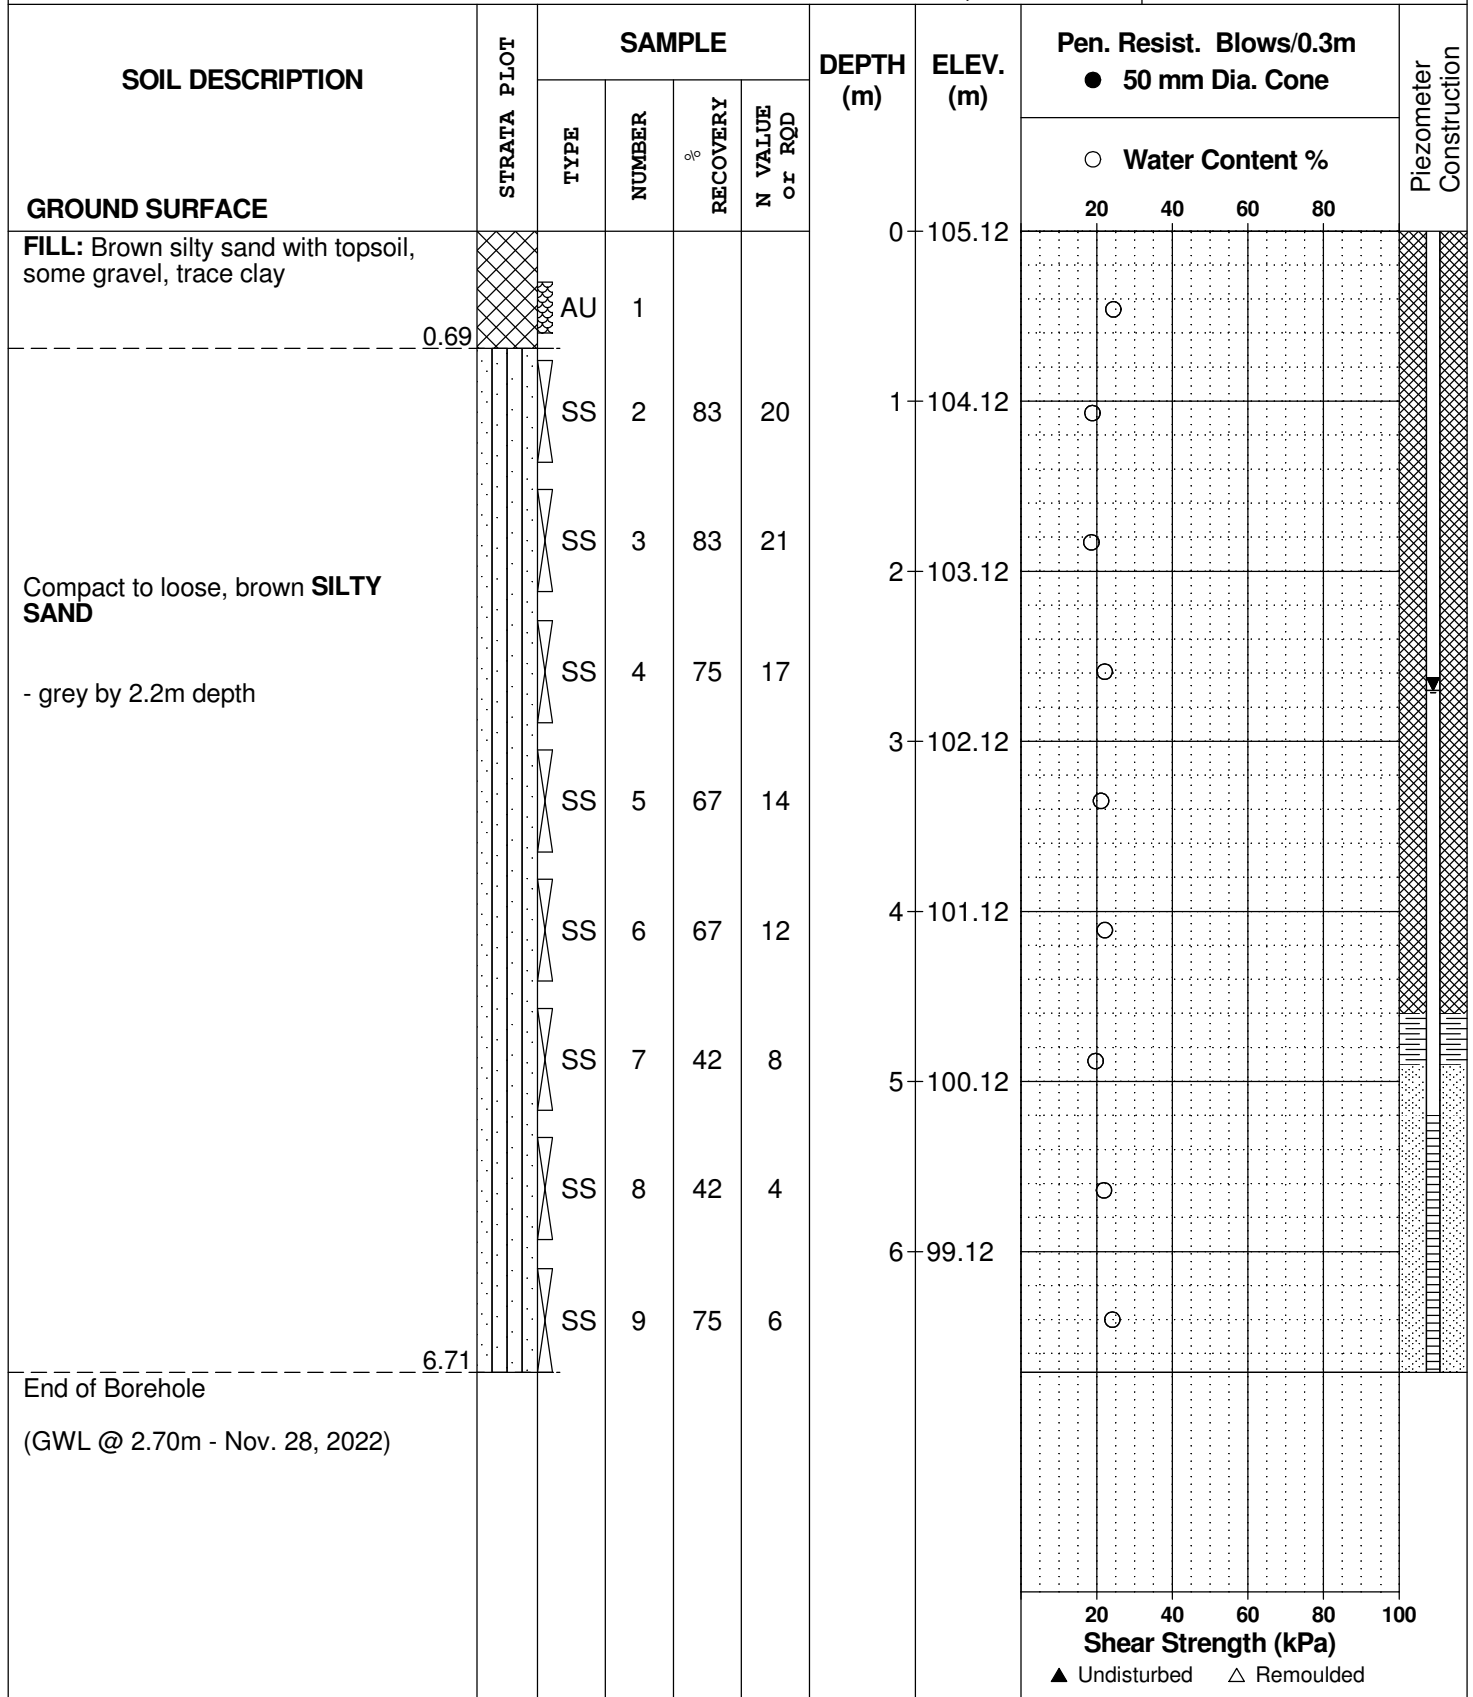 SOIL DESCRIPTION
GROUND SURFACE
STRATA PLOT
SAMPLE
TYPE
NUMBER
%
RECOVERY
N VALUE
or RQD
DEPTH
(m)
ELEV.
(m)
Pen. Resist. Blows/0.3m
● 50 mm Dia. Cone
○ Water Content %
20 40 60 80
Piezometer
Construction
0 105.12
FILL: Brown silty sand with topsoil,
some gravel, trace clay
AU 1
0.69
SS 2 83 20
1 104.12
SS 3 83 21
2 103.12
Compact to loose, brown SILTY
SAND
SS 4 75 17
- grey by 2.2m depth
3 102.12
SS 5 67 14
4 101.12
SS 6 67 12
SS 7 42 8
5 100.12
SS 8 42 4
6 99.12
SS 9 75 6
6.71
End of Borehole
(GWL @ 2.70m - Nov. 28, 2022)
20 40 60 80 100
Shear Strength (kPa)
▲ Undisturbed △ Remoulded